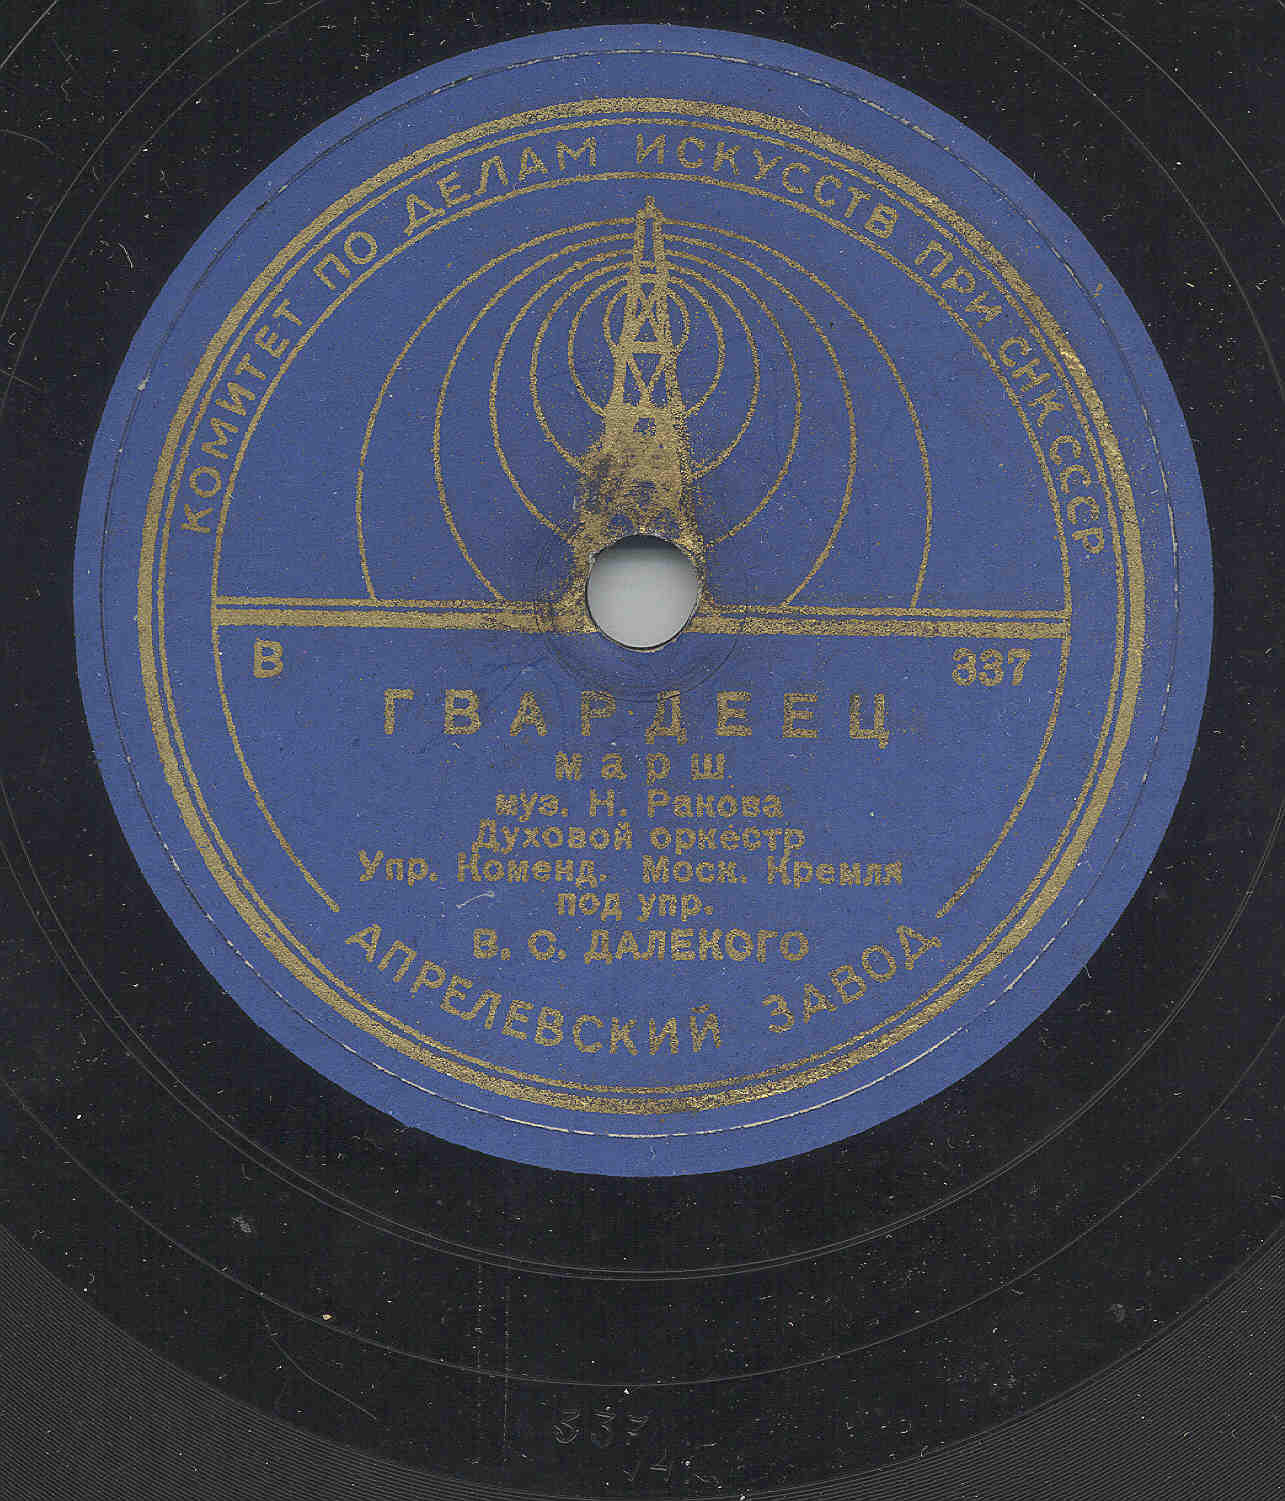 КОМИТЕТ ПО ДЕЛАМ ИСКУССТВ ПРИ СНК СССР
В 337
ГВАРДЕЕЦ
марш
муз. Н. Ракова
Духовой оркестр
Упр. Коменд. Моск. Кремля
под упр.
В. С. ДАЛЕКОГО
АПРЕЛЕВСКИЙ ЗАВОД
337